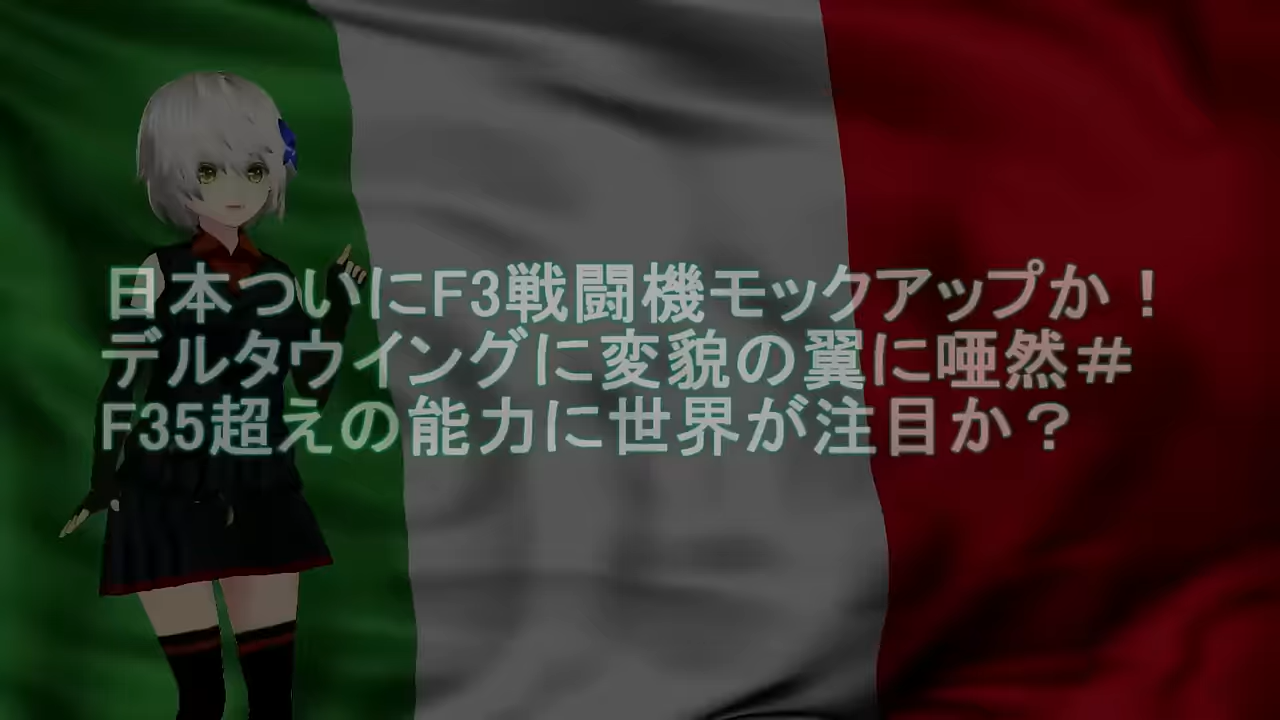 日本ついにF3戦闘機モックアップか！
デルタウイングに変貌の翼に唖然＃
F35超えの能力に世界が注目か？